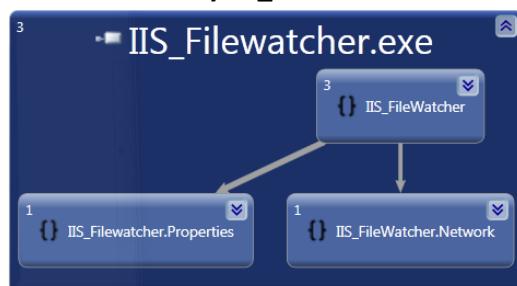 3
IIS_Filewatcher.exe
3
{} IIS_FileWatcher
1
{} IIS_Filewatcher.Properties
1
{} IIS_FileWatcher.Network